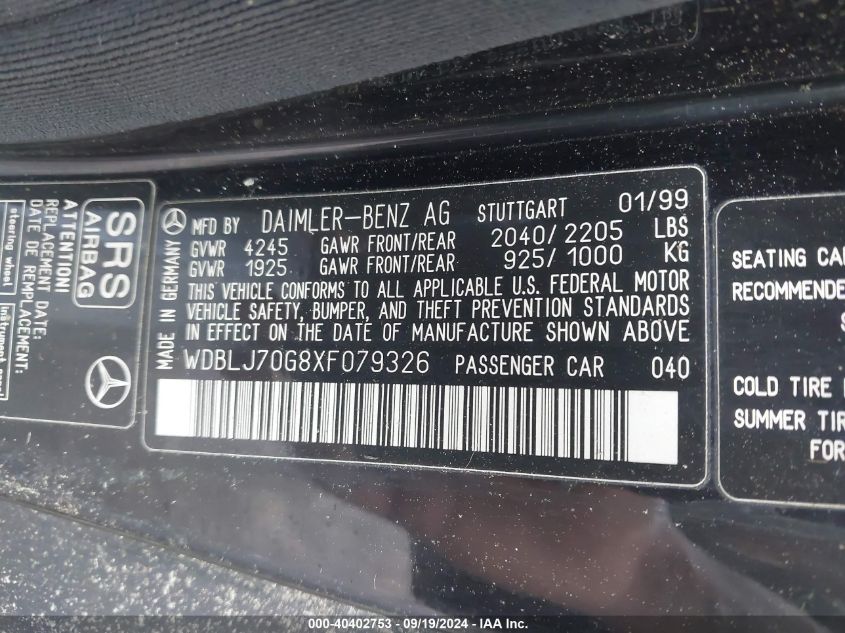 steering wheel
Instrument panel
ATTENTION!
REPLACEMENT DATE:
DATE DE REMPLACEMENT:
SRS
AIRBAG
MADE IN GERMANY
MFD BY DAIMLER-BENZ AG STUTTGART 01/99
GVWR 4245 GAWR FRONT/REAR 2040/2205 LBS
GVWR 1925 GAWR FRONT/REAR 925/1000 KG
THIS VEHICLE CONFORMS TO ALL APPLICABLE U.S. FEDERAL MOTOR
VEHICLE SAFETY, BUMPER, AND THEFT PREVENTION STANDARDS
IN EFFECT ON THE DATE OF MANUFACTURE SHOWN ABOVE
WDBLJ70G8XF079326 PASSENGER CAR 040
SEATING CA
RECOMMENDE
S
COLD TIRE
SUMMER TIR
FOR
000-40402753 - 09/19/2024 - IAA Inc.